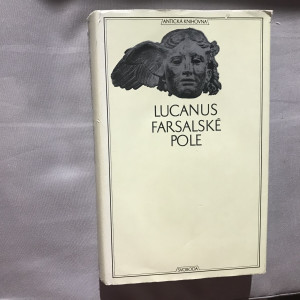 ANTICKÁ KNIHOVNA
LUCANUS
FARSALSKÉ
POLE
SVOBODA